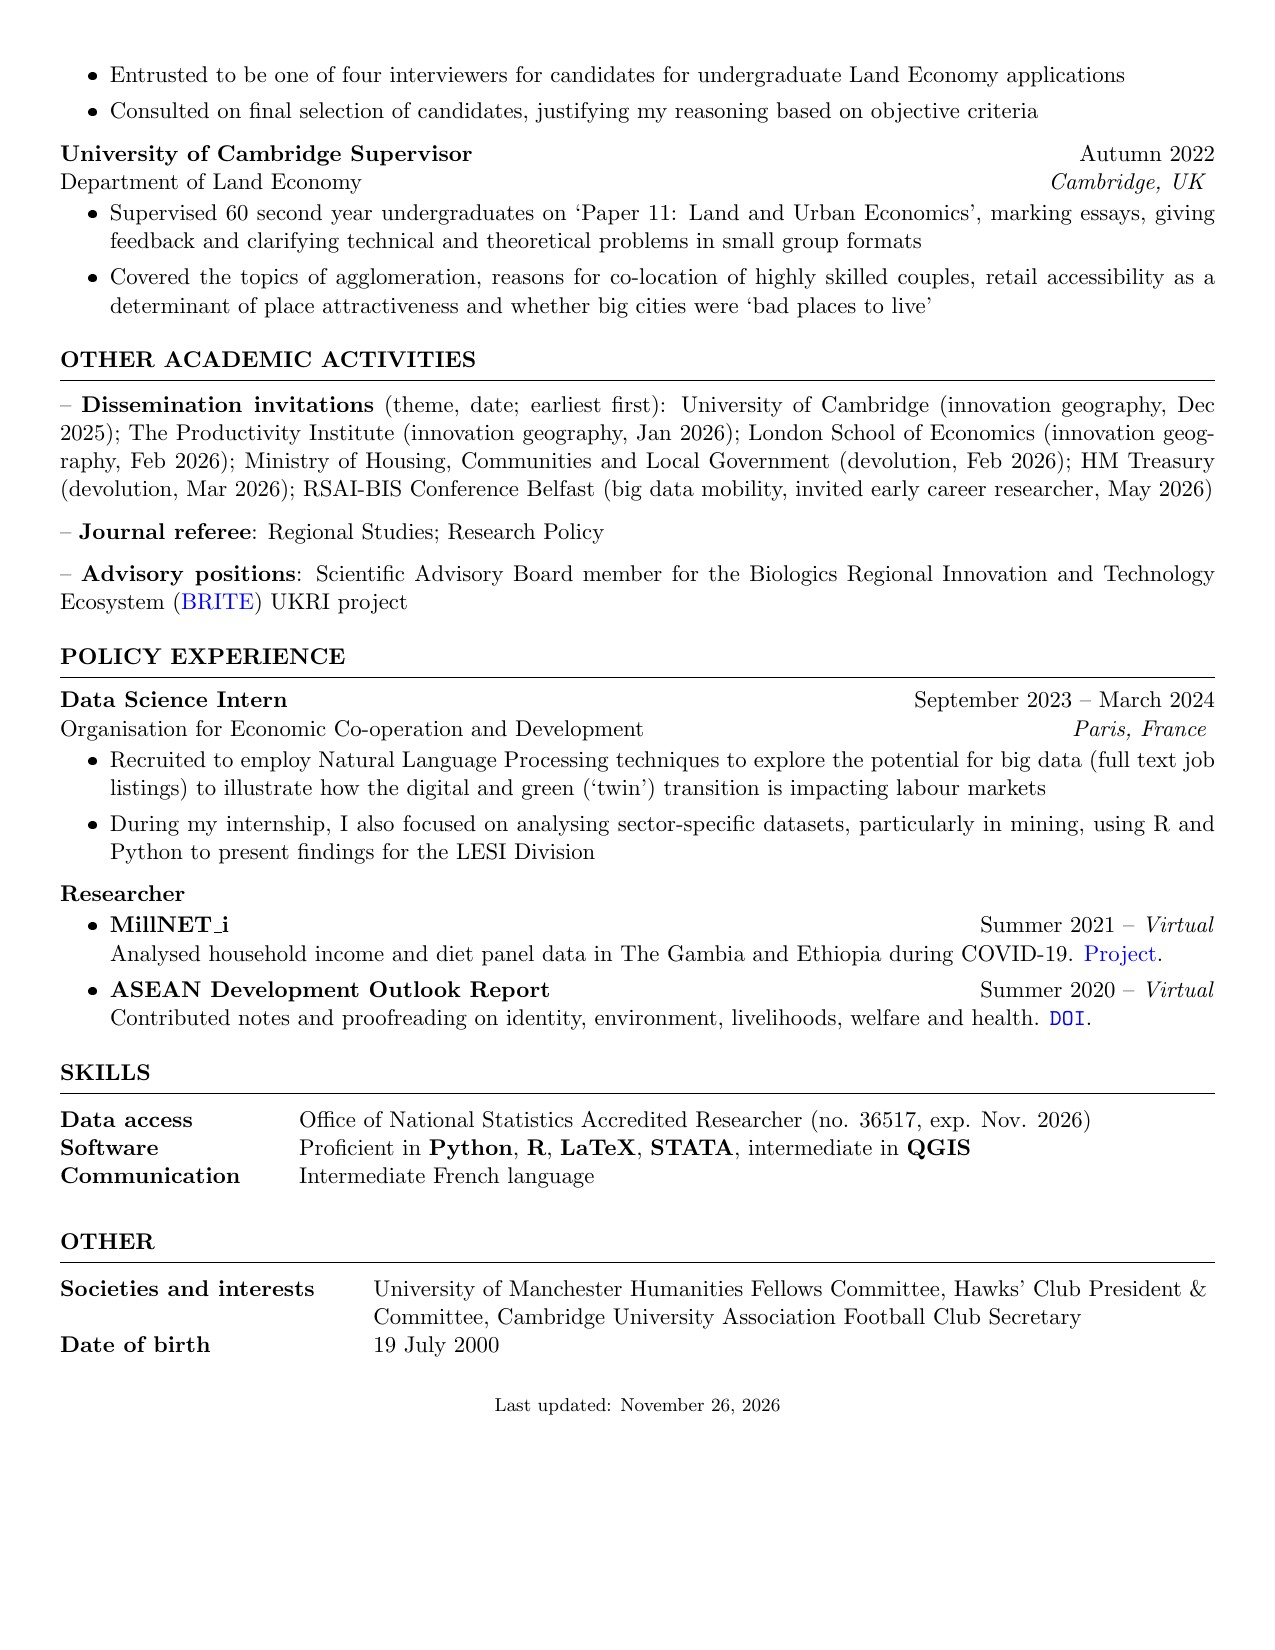 • Entrusted to be one of four interviewers for candidates for undergraduate Land Economy applications
• Consulted on final selection of candidates, justifying my reasoning based on objective criteria
University of Cambridge Supervisor Autumn 2022
Department of Land Economy Cambridge, UK
• Supervised 60 second year undergraduates on ‘Paper 11: Land and Urban Economics’, marking essays, giving
feedback and clarifying technical and theoretical problems in small group formats
• Covered the topics of agglomeration, reasons for co-location of highly skilled couples, retail accessibility as a
determinant of place attractiveness and whether big cities were ‘bad places to live’
OTHER ACADEMIC ACTIVITIES
– Dissemination invitations (theme, date; earliest first): University of Cambridge (innovation geography, Dec
2025); The Productivity Institute (innovation geography, Jan 2026); London School of Economics (innovation geog-
raphy, Feb 2026); Ministry of Housing, Communities and Local Government (devolution, Feb 2026); HM Treasury
(devolution, Mar 2026); RSAI-BIS Conference Belfast (big data mobility, invited early career researcher, May 2026)
– Journal referee: Regional Studies; Research Policy
– Advisory positions: Scientific Advisory Board member for the Biologics Regional Innovation and Technology
Ecosystem (BRITE) UKRI project
POLICY EXPERIENCE
Data Science Intern September 2023 – March 2024
Organisation for Economic Co-operation and Development Paris, France
• Recruited to employ Natural Language Processing techniques to explore the potential for big data (full text job
listings) to illustrate how the digital and green (‘twin’) transition is impacting labour markets
• During my internship, I also focused on analysing sector-specific datasets, particularly in mining, using R and
Python to present findings for the LESI Division
Researcher
• MillNET_i Summer 2021 – Virtual
Analysed household income and diet panel data in The Gambia and Ethiopia during COVID-19. Project.
• ASEAN Development Outlook Report Summer 2020 – Virtual
Contributed notes and proofreading on identity, environment, livelihoods, welfare and health. DOI.
SKILLS
Data access Office of National Statistics Accredited Researcher (no. 36517, exp. Nov. 2026)
Software Proficient in Python, R, LaTeX, STATA, intermediate in QGIS
Communication Intermediate French language
OTHER
Societies and interests University of Manchester Humanities Fellows Committee, Hawks’ Club President &
Committee, Cambridge University Association Football Club Secretary
Date of birth 19 July 2000
Last updated: November 26, 2026